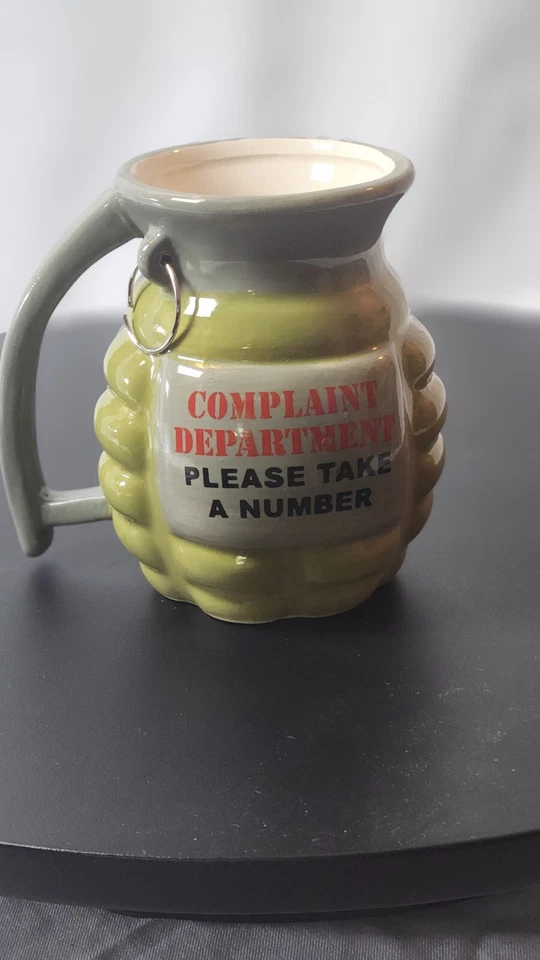 COMPLAINT
DEPARTMENT
PLEASE TAKE
A NUMBER